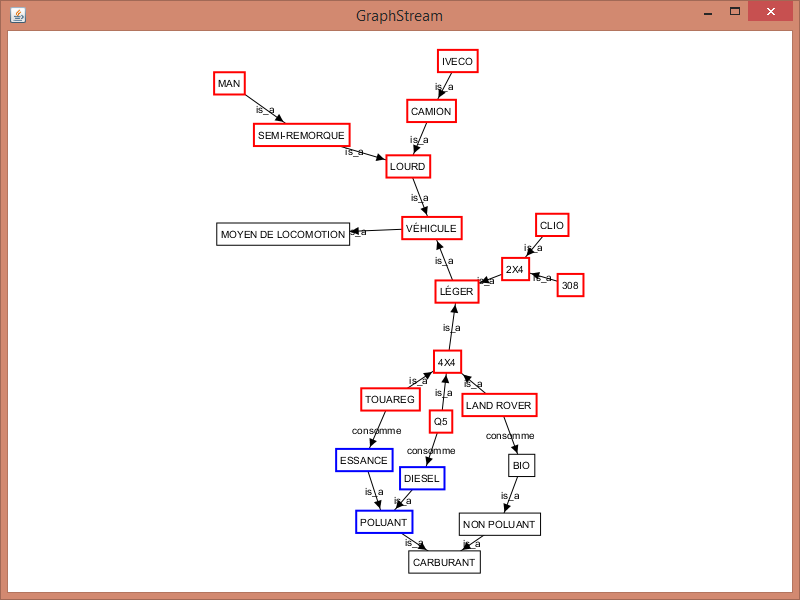 GraphStream
IVECO
MAN
is_a
is_a
CAMION
SEMI-REMORQUE
is_a
is_a
LOURD
is_a
CLIO
VÉHICULE
MOYEN DE LOCOMOTION
is_a
is_a
is_a
2X4
is_a
is_a
308
LÉGER
is_a
4X4
is_a
is_a
is_a
TOUAREG
LAND ROVER
Q5
consomme
consomme
consomme
ESSANCE
BIO
DIESEL
is_a
is_a
is_a
POLUANT
NON POLUANT
is_a
is_a
CARBURANT